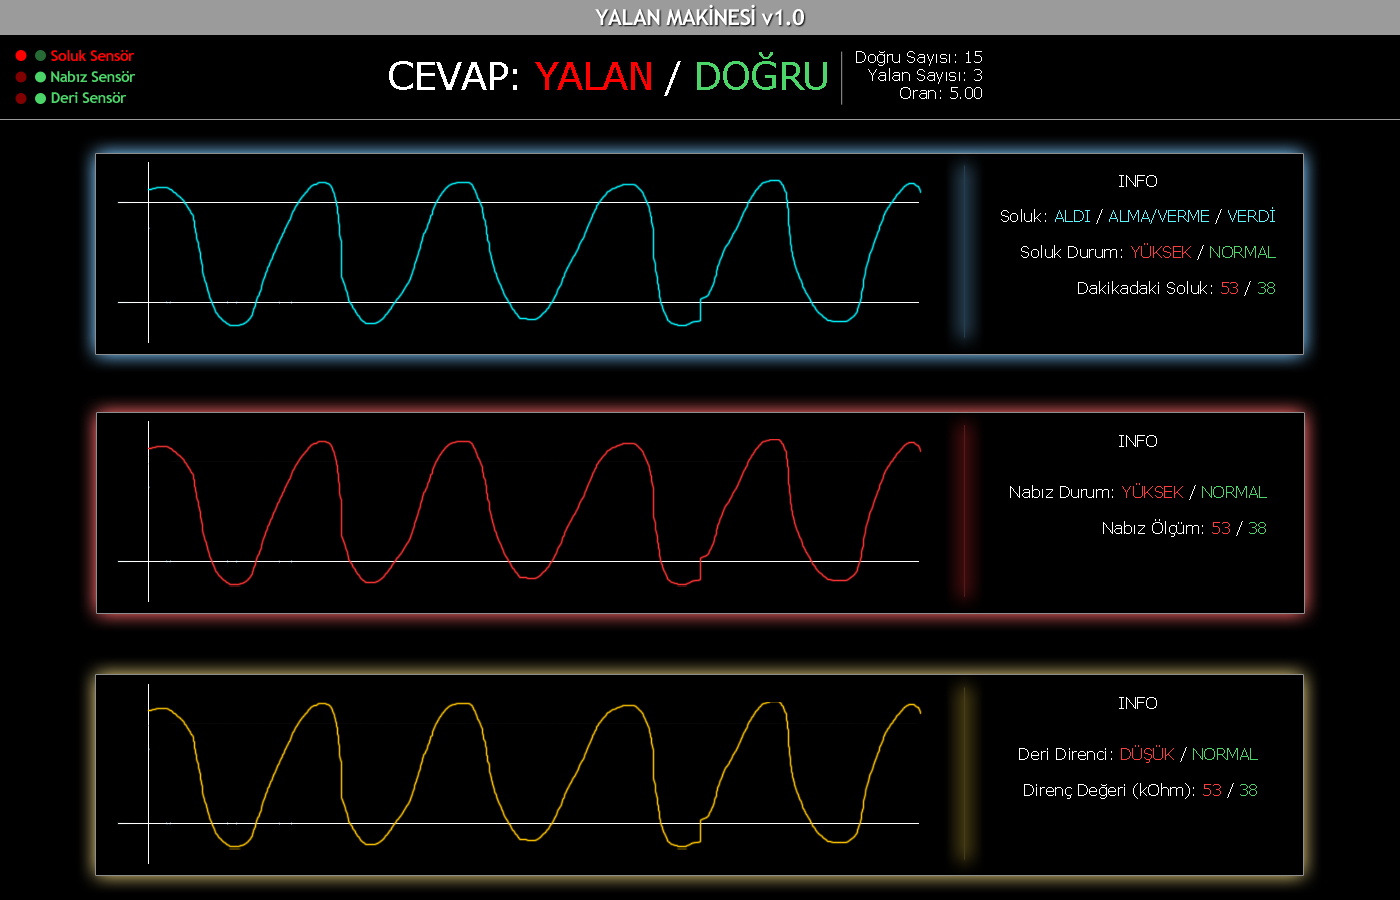 YALAN MAKİNESİ v1.0
Soluk Sensör
Nabız Sensör
Deri Sensör
CEVAP: YALAN / DOĞRU
Doğru Sayısı: 15
Yalan Sayısı: 3
Oran: 5.00
INFO
Soluk: ALDI / ALMA/VERME / VERDİ
Soluk Durum: YÜKSEK / NORMAL
Dakikadaki Soluk: 53 / 38
INFO
Nabız Durum: YÜKSEK / NORMAL
Nabız Ölçüm: 53 / 38
INFO
Deri Direnci: DÜŞÜK / NORMAL
Direnç Değeri (kOhm): 53 / 38